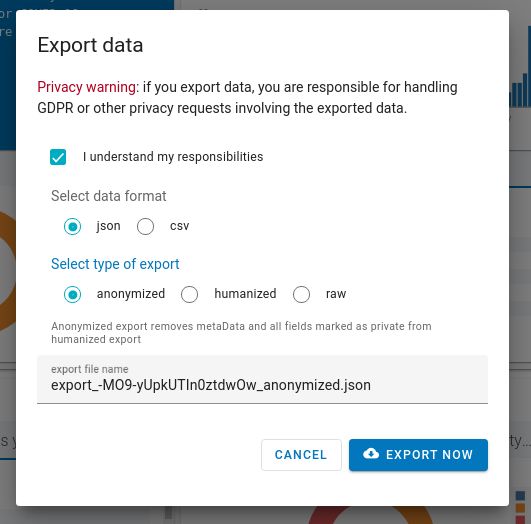 Export data
Privacy warning: if you export data, you are responsible for handling
GDPR or other privacy requests involving the exported data.
I understand my responsibilities
Select data format
json csv
Select type of export
anonymized humanized raw
Anonymized export removes metaData and all fields marked as private from
humanized export
export file name
export_-MO9-yUpkUTIn0ztdwOw_anonymized.json
CANCEL EXPORT NOW